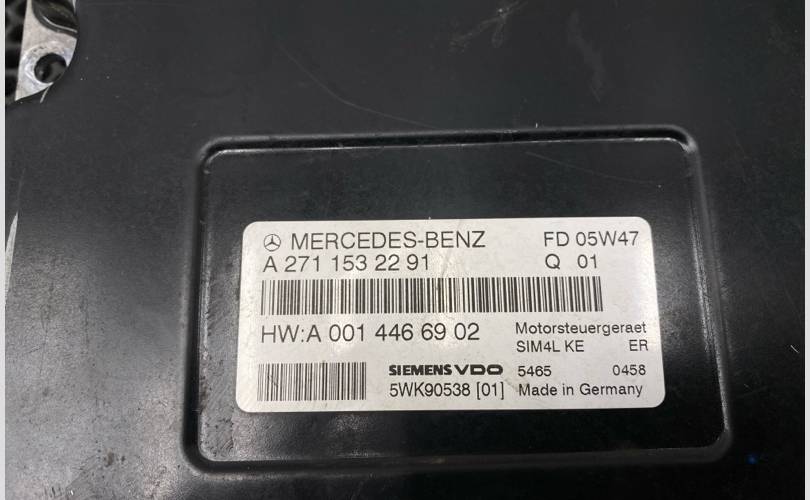 MERCEDES-BENZ FD 05W47
A 271 153 22 91 Q 01
HW:A 001 446 69 02 Motorsteuergeraet
SIM4L KE ER
SIEMENS VDO 5465 0458
5WK90538 [01] Made in Germany